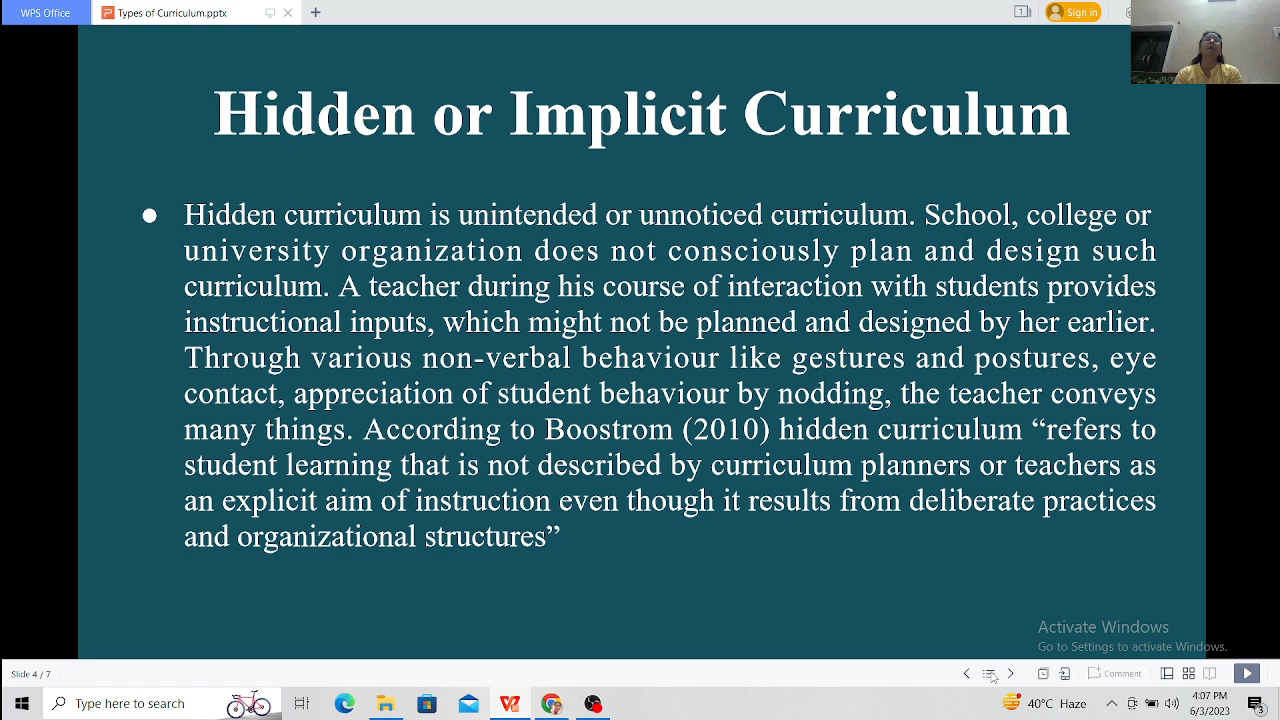 WPS Office
Types of Curriculum.pptx
1
Sign in
Hidden or Implicit Curriculum
Hidden curriculum is unintended or unnoticed curriculum. School, college or
university organization does not consciously plan and design such
curriculum. A teacher during his course of interaction with students provides
instructional inputs, which might not be planned and designed by her earlier.
Through various non-verbal behaviour like gestures and postures, eye
contact, appreciation of student behaviour by nodding, the teacher conveys
many things. According to Boostrom (2010) hidden curriculum “refers to
student learning that is not described by curriculum planners or teachers as
an explicit aim of instruction even though it results from deliberate practices
and organizational structures”
Activate Windows
Go to Settings to activate Windows.
Slide 4 / 7
Comment
Type here to search
40°C Haze
4:07 PM
6/3/2023
3